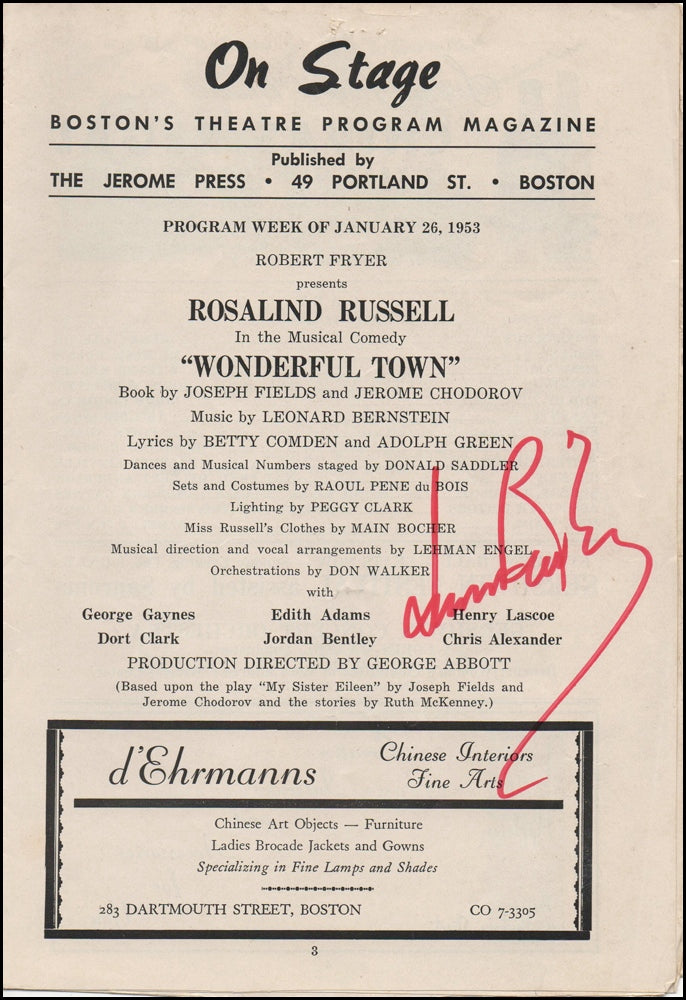 On Stage
BOSTON'S THEATRE PROGRAM MAGAZINE
Published by
THE JEROME PRESS • 49 PORTLAND ST. • BOSTON
PROGRAM WEEK OF JANUARY 26, 1953
ROBERT FRYER
presents
ROSALIND RUSSELL
In the Musical Comedy
"WONDERFUL TOWN"
Book by JOSEPH FIELDS and JEROME CHODOROV
Music by LEONARD BERNSTEIN
Lyrics by BETTY COMDEN and ADOLPH GREEN
Dances and Musical Numbers staged by DONALD SADDLER
Sets and Costumes by RAOUL PENE du BOIS
Lighting by PEGGY CLARK
Miss Russell's Clothes by MAIN BOCHER
Musical direction and vocal arrangements by LEHMAN ENGEL
Orchestrations by DON WALKER
with
George Gaynes Edith Adams Henry Lascoe
Dort Clark Jordan Bentley Chris Alexander
PRODUCTION DIRECTED BY GEORGE ABBOTT
(Based upon the play "My Sister Eileen" by Joseph Fields and
Jerome Chodorov and the stories by Ruth McKenney.)
d'Ehrmanns
Chinese Interiors
Fine Arts
Chinese Art Objects — Furniture
Ladies Brocade Jackets and Gowns
Specializing in Fine Lamps and Shades
283 DARTMOUTH STREET, BOSTON CO 7-3305
3